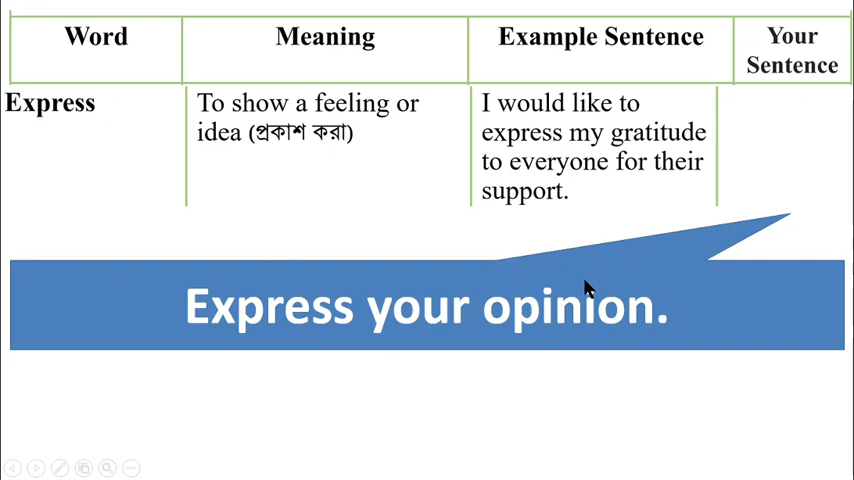 Word
Meaning
Example Sentence
Your
Sentence
Express
To show a feeling or
idea (প্রকাশ করা)
I would like to
express my gratitude
to everyone for their
support.
Express your opinion.